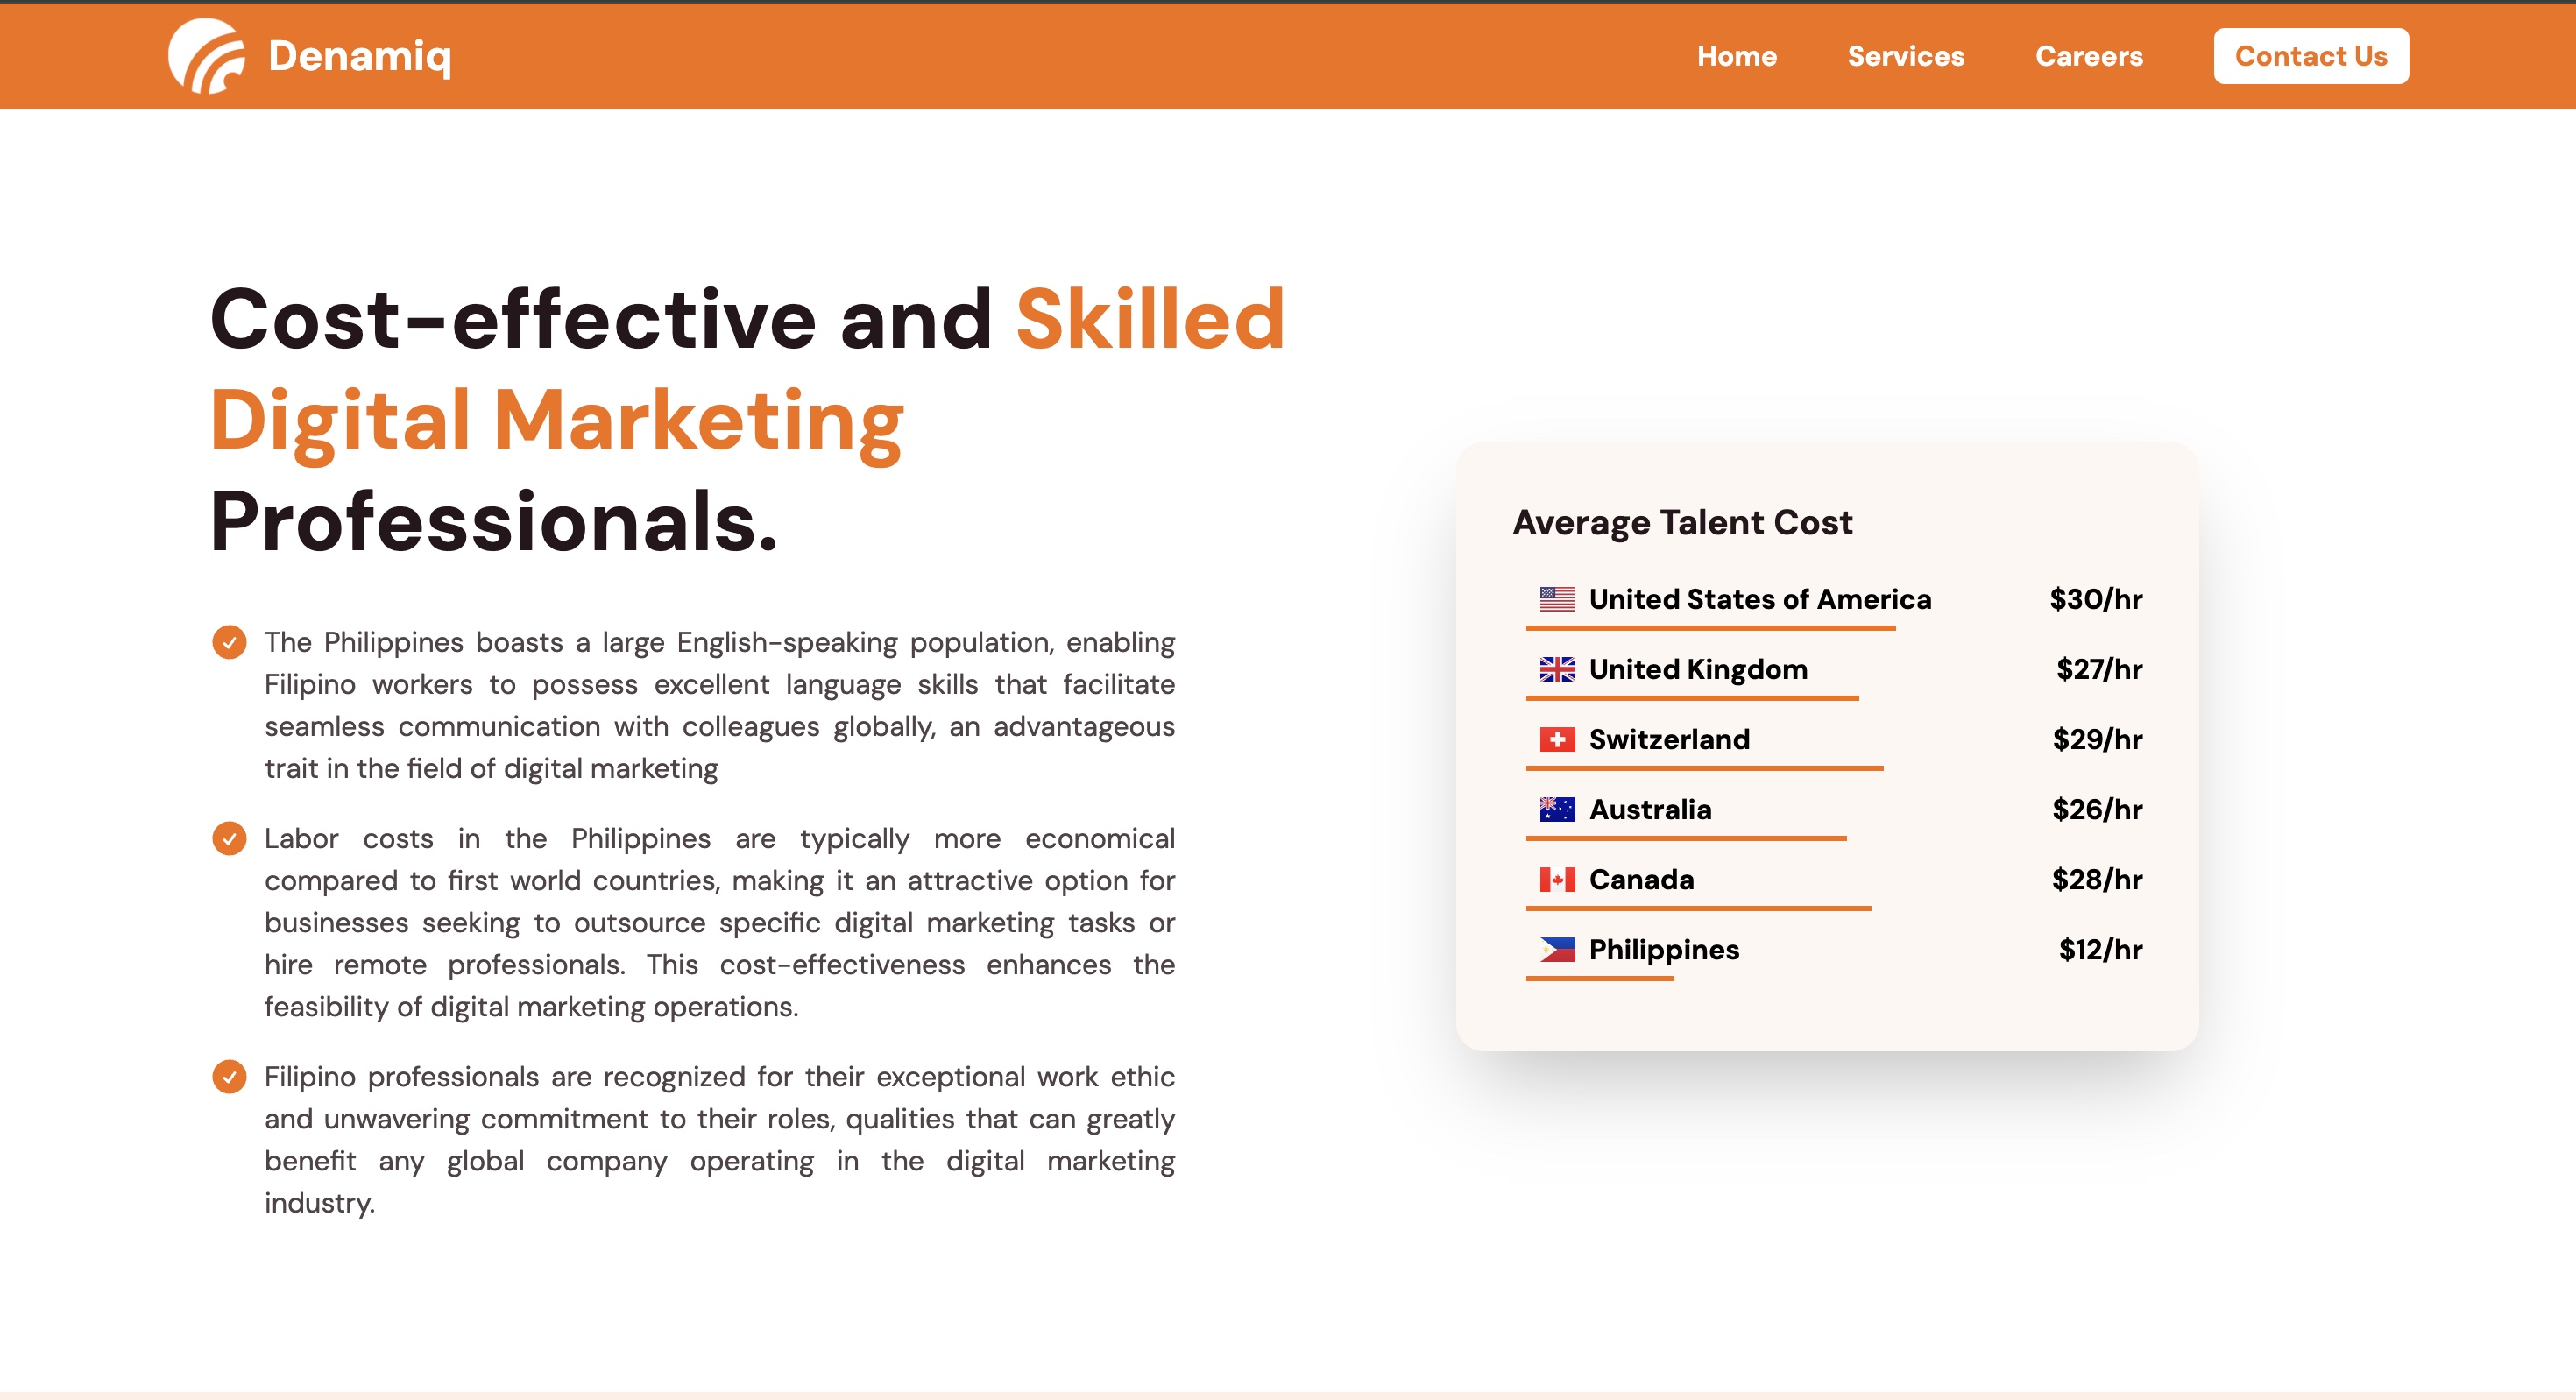 Denamiq
Home
Services
Careers
Contact Us
Cost-effective and Skilled
Digital Marketing
Professionals.
The Philippines boasts a large English-speaking population, enabling
Filipino workers to possess excellent language skills that facilitate
seamless communication with colleagues globally, an advantageous
trait in the field of digital marketing
Labor costs in the Philippines are typically more economical
compared to first world countries, making it an attractive option for
businesses seeking to outsource specific digital marketing tasks or
hire remote professionals. This cost-effectiveness enhances the
feasibility of digital marketing operations.
Filipino professionals are recognized for their exceptional work ethic
and unwavering commitment to their roles, qualities that can greatly
benefit any global company operating in the digital marketing
industry.
Average Talent Cost
United States of America $30/hr
United Kingdom $27/hr
Switzerland $29/hr
Australia $26/hr
Canada $28/hr
Philippines $12/hr